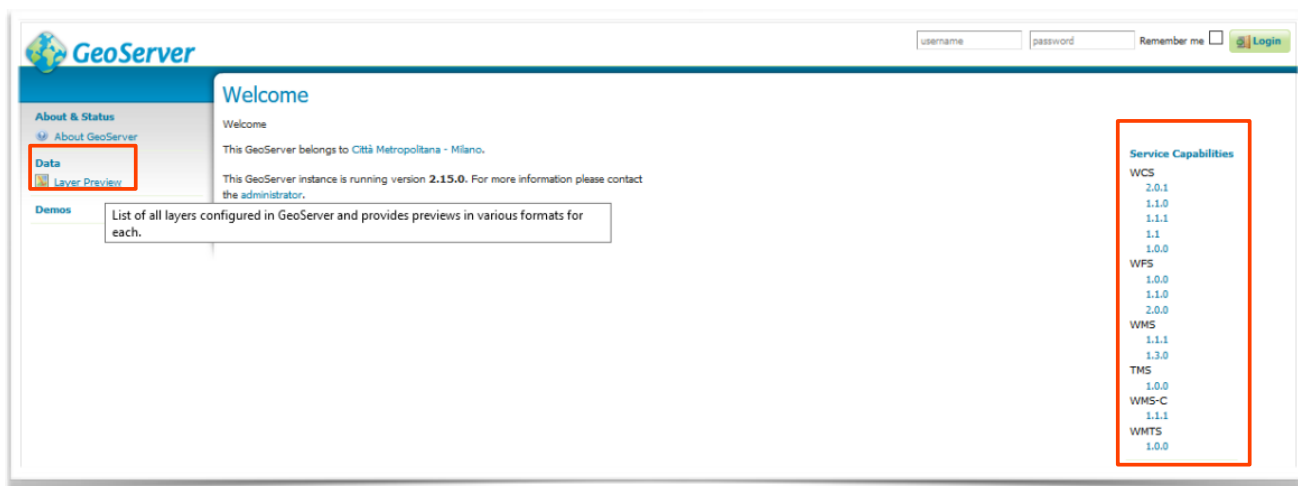 GeoServer
username
password
Remember me
Login
About & Status
About GeoServer
Data
Layer Preview
Demos
Welcome
Welcome
This GeoServer belongs to Città Metropolitana - Milano.
This GeoServer instance is running version 2.15.0. For more information please contact
the administrator.
List of all layers configured in GeoServer and provides previews in various formats for
each.
Service Capabilities
WCS
2.0.1
1.1.0
1.1.1
1.1
1.0.0
WFS
1.0.0
1.1.0
2.0.0
WMS
1.1.1
1.3.0
TMS
1.0.0
WMS-C
1.1.1
WMTS
1.0.0